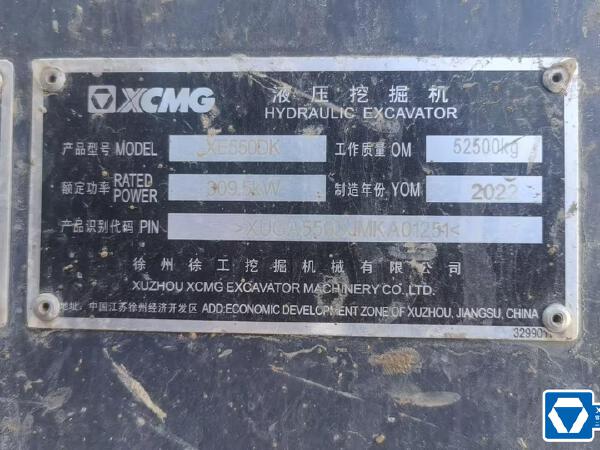 XCMG
液压挖掘机
HYDRAULIC EXCAVATOR
产品型号 MODEL XE550DK 工作质量 OM 52500kg
额定功率 RATED POWER 309.5kW 制造年份 YOM 2022
产品识别代码 PIN
徐州徐工挖掘机械有限公司
XUZHOU XCMG EXCAVATOR MACHINERY CO., LTD.
地址: 中国江苏徐州经济开发区 ADD:ECONOMIC DEVELOPMENT ZONE OF XUZHOU, JIANGSU, CHINA